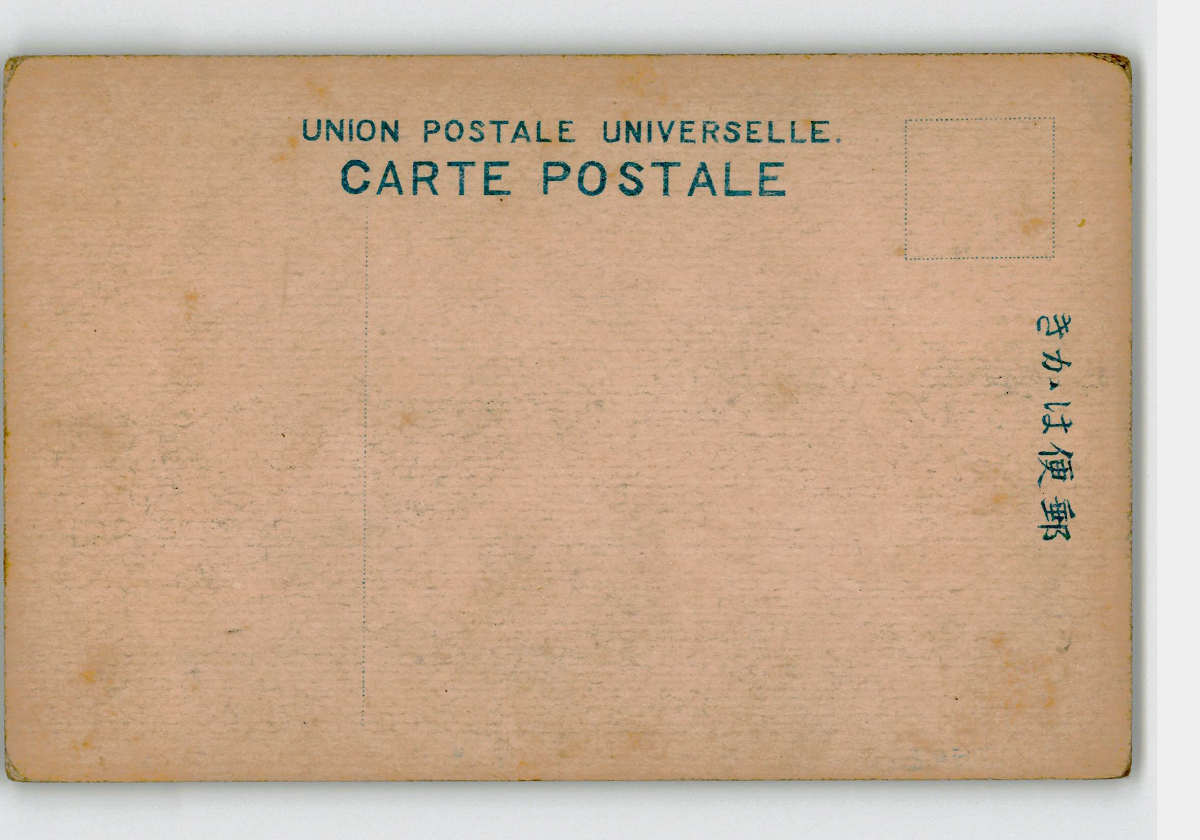 UNION POSTALE UNIVERSELLE.
CARTE POSTALE
郵便はかき